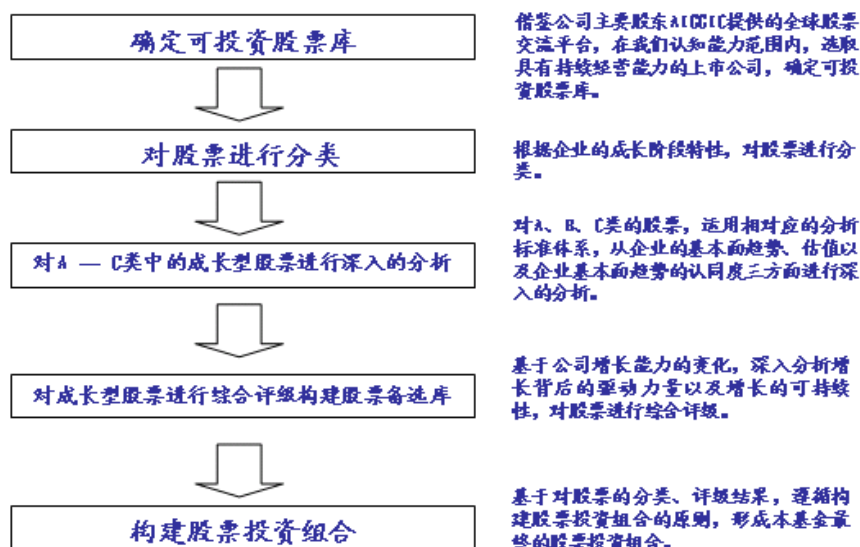 确定可投资股票库
借鉴公司主要股东AIGGIC提供的全球股票
交流平台，在我们认知能力范围内，选取
具有持续经营能力的上市公司，确定可投
资股票库。
对股票进行分类
根据企业的成长阶段特性，对股票进行分
类。
对A — C类中的成长型股票进行深入的分析
对A、B、C类的股票，运用相对应的分析
标准体系，从企业的基本面趋势、估值以
及企业基本面趋势的认同度三方面进行深
入的分析。
对成长型股票进行综合评级构建股票备选库
基于公司增长能力的变化，深入分析增
长背后的驱动力量以及增长的可持续
性，对股票进行综合评级。
构建股票投资组合
基于对股票的分类、评级结果，遵循构
建股票投资组合的原则，形成本基金最
终的股票投资组合。